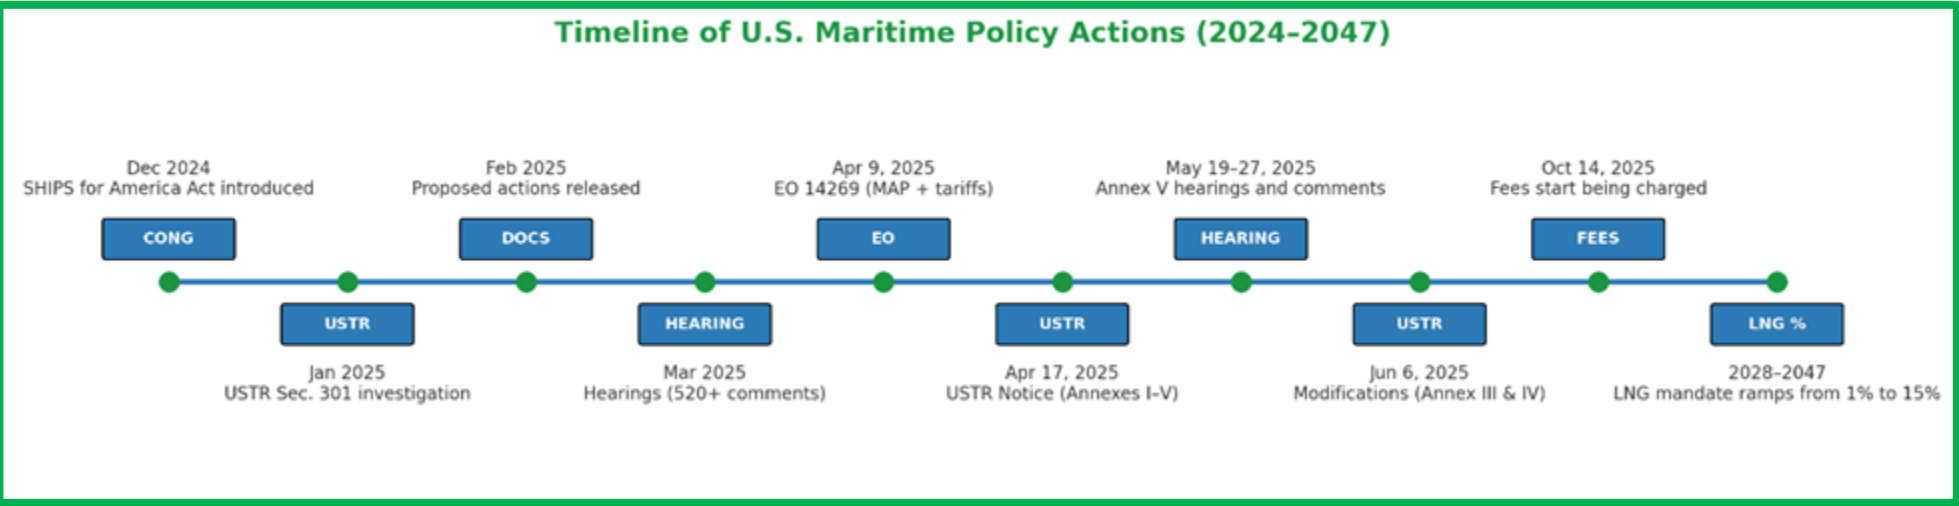 Timeline of U.S. Maritime Policy Actions (2024–2047)
Dec 2024
SHIPS for America Act introduced
CONG
USTR
Jan 2025
USTR Sec. 301 investigation
Feb 2025
Proposed actions released
DOCS
HEARING
Mar 2025
Hearings (520+ comments)
Apr 9, 2025
EO 14269 (MAP + tariffs)
EO
USTR
Apr 17, 2025
USTR Notice (Annexes I–V)
May 19–27, 2025
Annex V hearings and comments
HEARING
USTR
Jun 6, 2025
Modifications (Annex III & IV)
Oct 14, 2025
Fees start being charged
FEES
LNG %
2028–2047
LNG mandate ramps from 1% to 15%